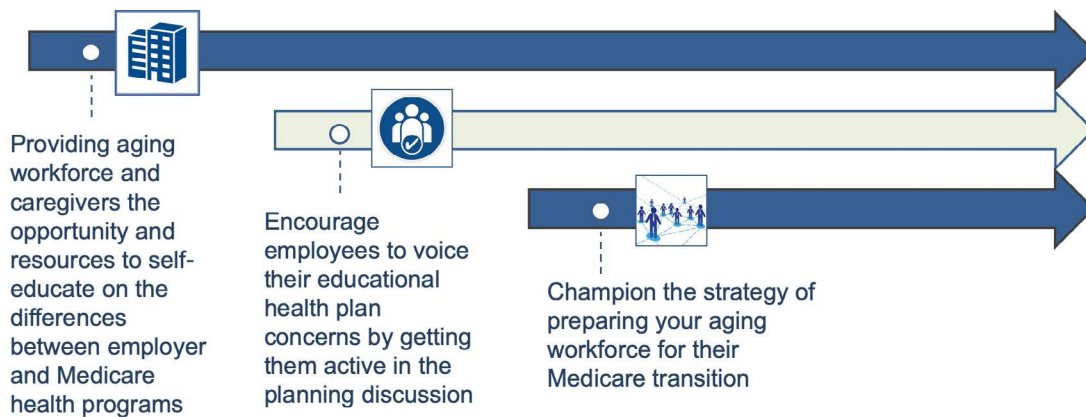 Providing aging
workforce and
caregivers the
opportunity and
resources to self-
educate on the
differences
between employer
and Medicare
health programs
Encourage
employees to voice
their educational
health plan
concerns by getting
them active in the
planning discussion
Champion the strategy of
preparing your aging
workforce for their
Medicare transition